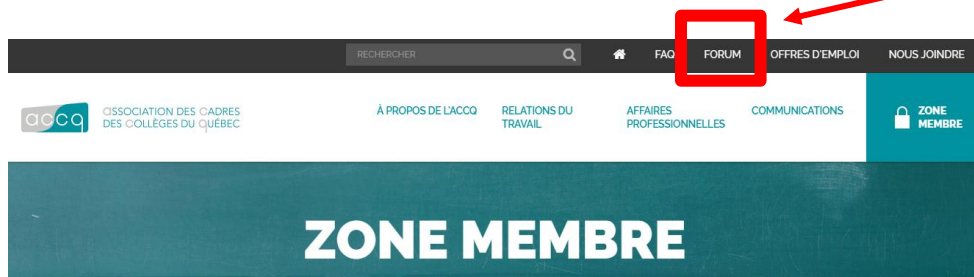 RECHERCHER FAQ FORUM OFFRES D'EMPLOI NOUS JOINDRE
accq
ASSOCIATION DES CADRES
DES COLLÈGES DU QUÉBEC
À PROPOS DE L'ACCQ
RELATIONS DU
TRAVAIL
AFFAIRES
PROFESSIONNELLES
COMMUNICATIONS
ZONE
MEMBRE
ZONE MEMBRE